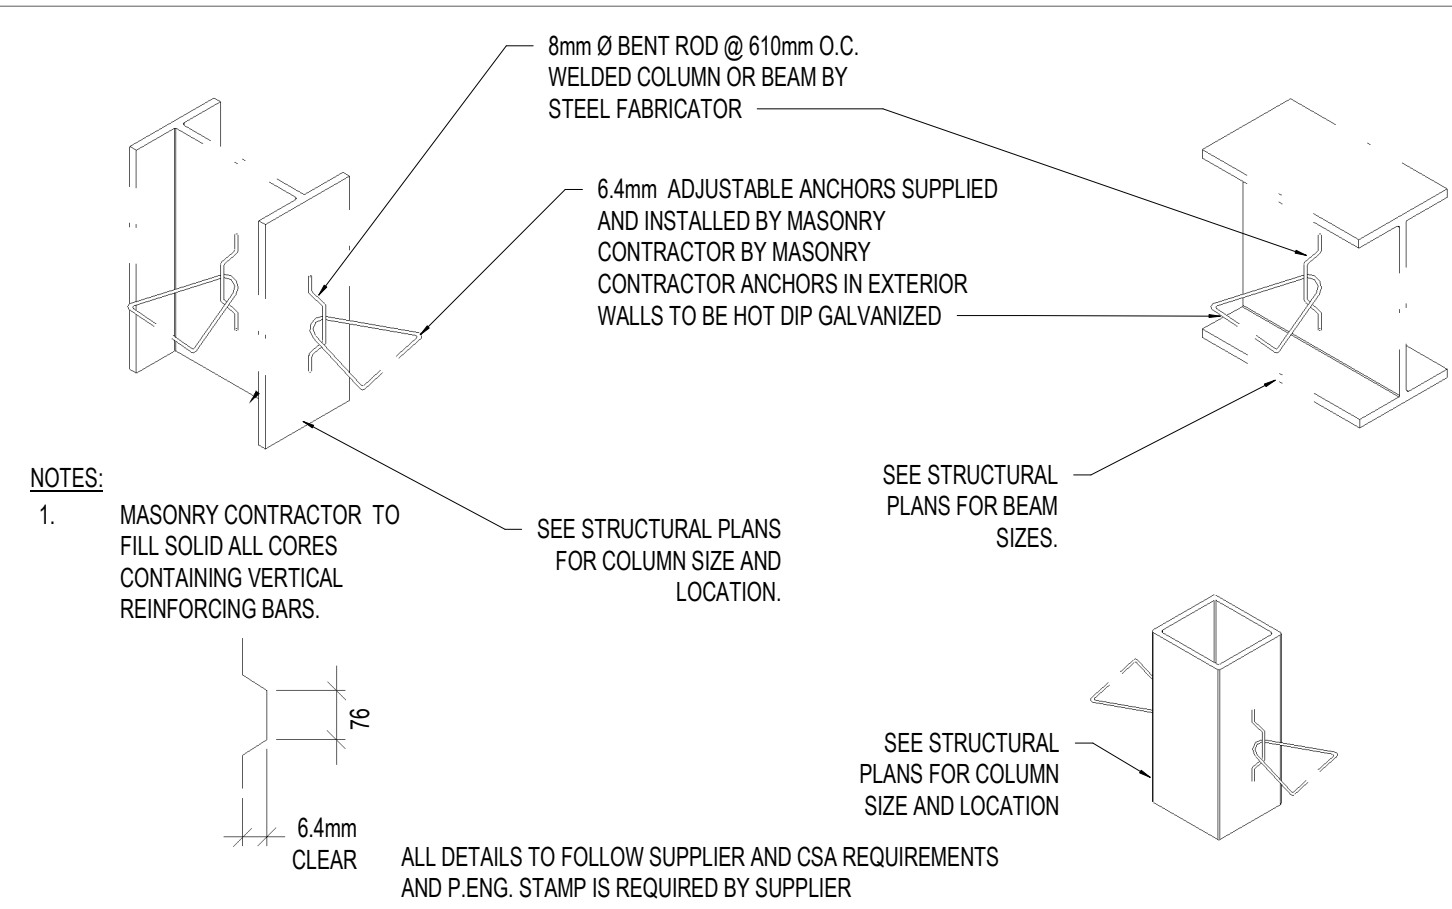 8mm Ø BENT ROD @ 610mm O.C.
WELDED COLUMN OR BEAM BY
STEEL FABRICATOR
6.4mm ADJUSTABLE ANCHORS SUPPLIED
AND INSTALLED BY MASONRY
CONTRACTOR BY MASONRY
CONTRACTOR ANCHORS IN EXTERIOR
WALLS TO BE HOT DIP GALVANIZED
NOTES:
1. MASONRY CONTRACTOR TO
FILL SOLID ALL CORES
CONTAINING VERTICAL
REINFORCING BARS.
SEE STRUCTURAL PLANS
FOR COLUMN SIZE AND
LOCATION.
SEE STRUCTURAL
PLANS FOR BEAM
SIZES.
76
6.4mm
CLEAR
SEE STRUCTURAL
PLANS FOR COLUMN
SIZE AND LOCATION
ALL DETAILS TO FOLLOW SUPPLIER AND CSA REQUIREMENTS
AND P.ENG. STAMP IS REQUIRED BY SUPPLIER